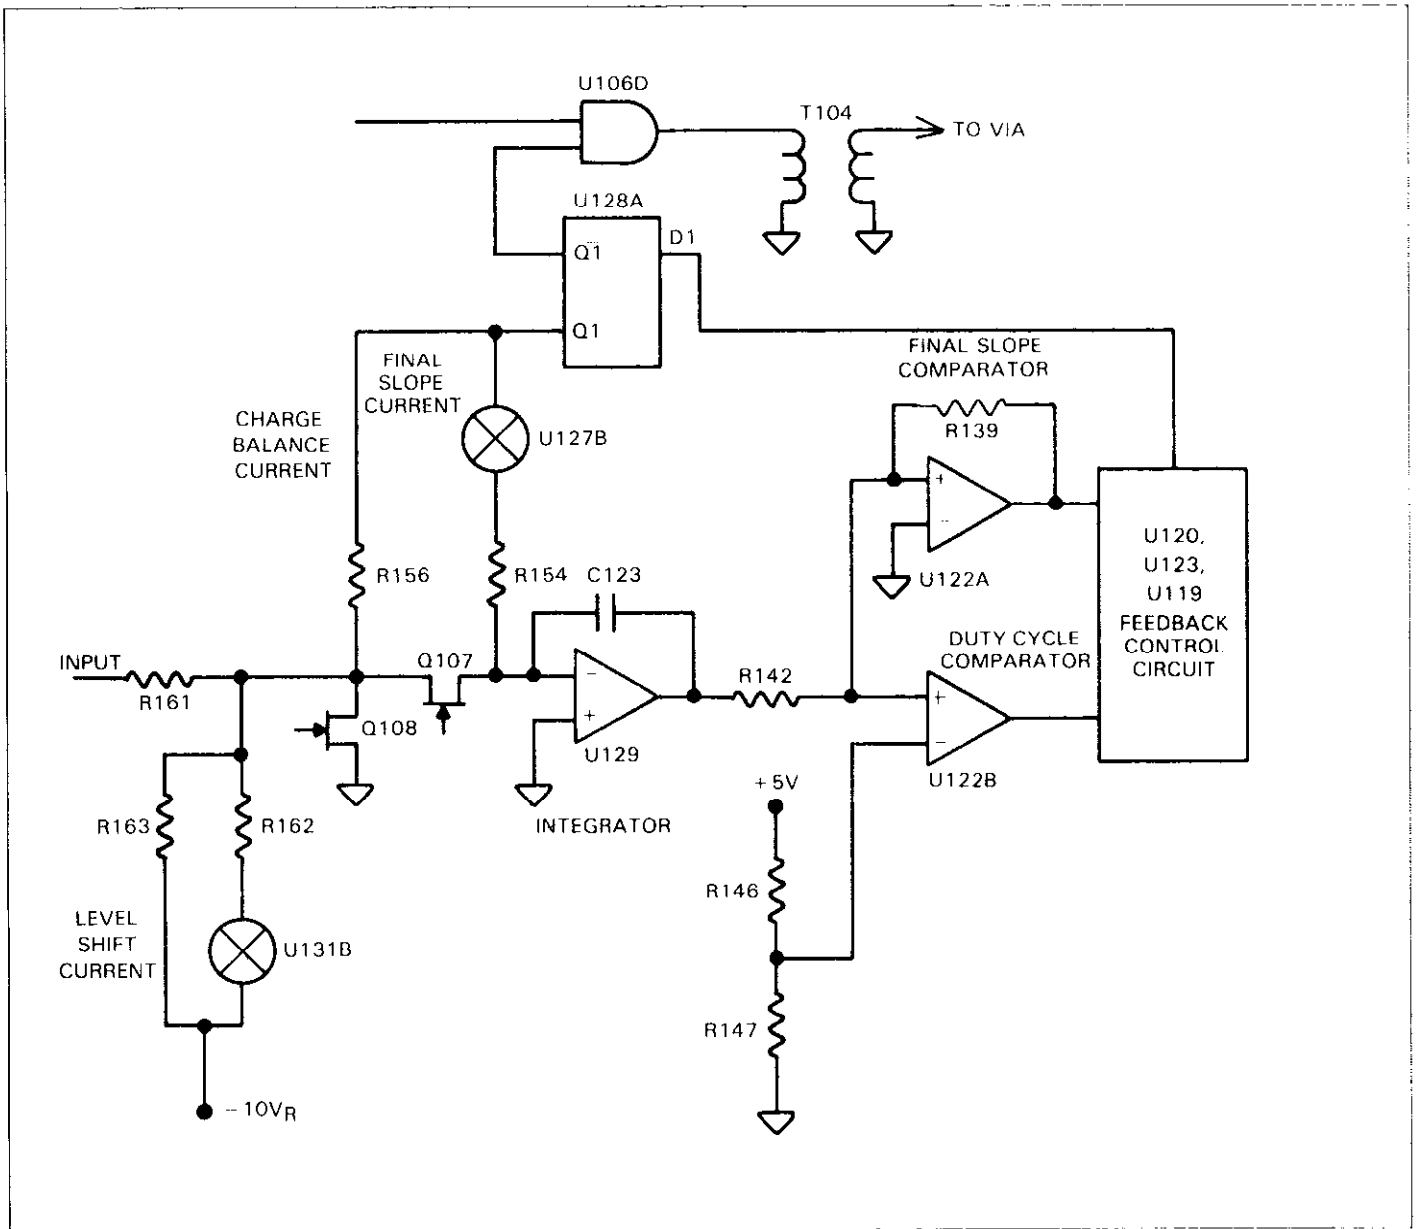 U106D
T104
TO VIA
U128A
D1
Q̅1
Q1
FINAL
SLOPE
CURRENT
CHARGE
BALANCE
CURRENT
U127B
FINAL SLOPE
COMPARATOR
R139
+
−
U122A
U120,
U123,
U119
FEEDBACK
CONTROL
CIRCUIT
R156
R154
C123
INPUT
R161
Q107
Q108
−
+
U129
INTEGRATOR
R142
DUTY CYCLE
COMPARATOR
+
−
U122B
+5V
R163
R162
R146
LEVEL
SHIFT
CURRENT
U131B
R147
−10VR